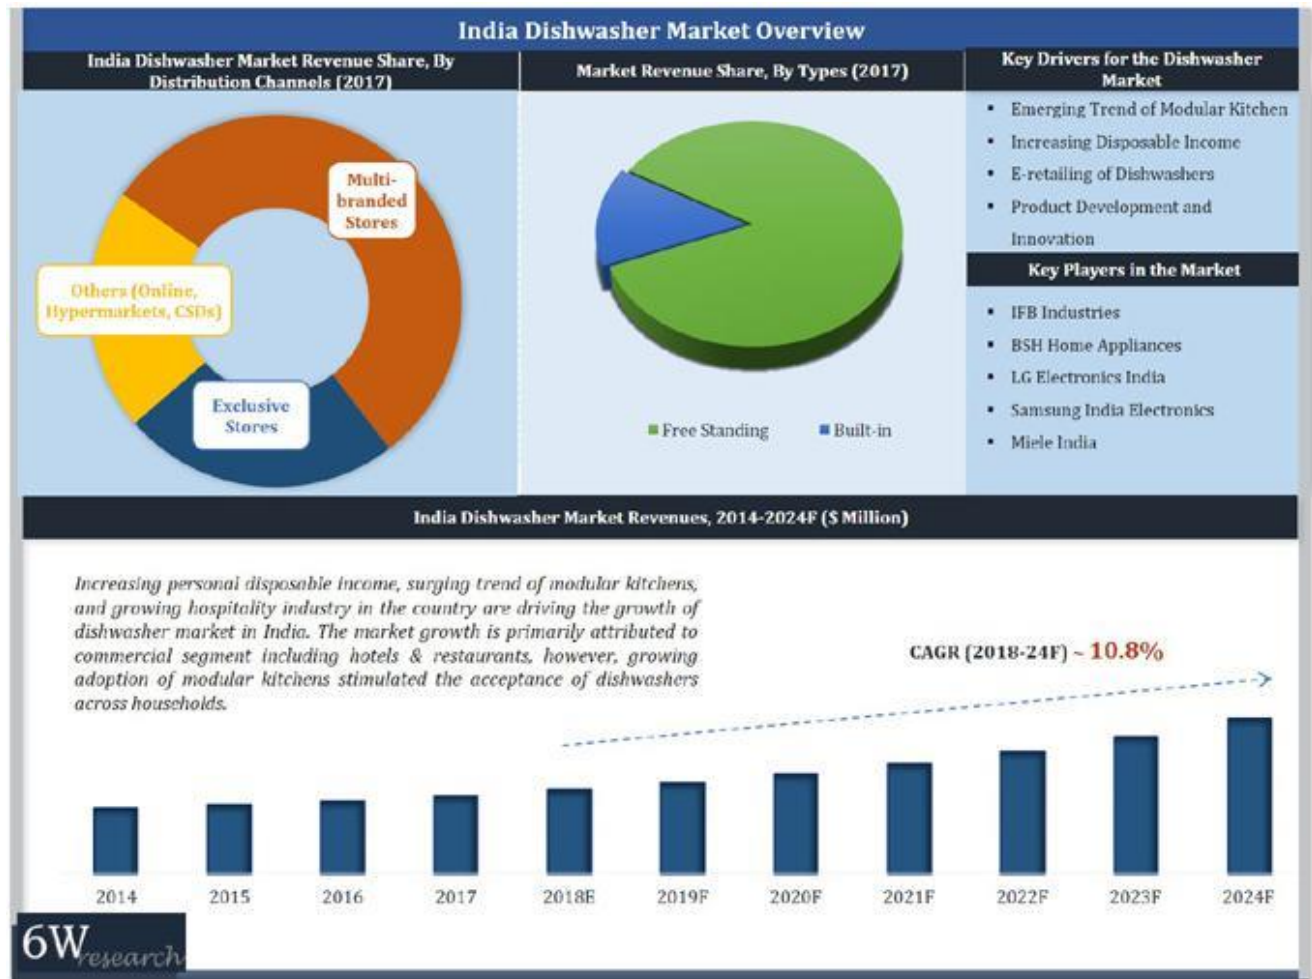 India Dishwasher Market Overview
India Dishwasher Market Revenue Share, By
Distribution Channels (2017)
Multi-
branded
Stores
Others (Online,
Hypermarkets, CSDs)
Exclusive
Stores
Market Revenue Share, By Types (2017)
Free Standing
Built-in
Key Drivers for the Dishwasher
Market
▪ Emerging Trend of Modular Kitchen
▪ Increasing Disposable Income
▪ E-retailing of Dishwashers
▪ Product Development and
Innovation
Key Players in the Market
▪ IFB Industries
▪ BSH Home Appliances
▪ LG Electronics India
▪ Samsung India Electronics
▪ Miele India
India Dishwasher Market Revenues, 2014-2024F ($ Million)
Increasing personal disposable income, surging trend of modular kitchens,
and growing hospitality industry in the country are driving the growth of
dishwasher market in India. The market growth is primarily attributed to
commercial segment including hotels & restaurants, however, growing
adoption of modular kitchens stimulated the acceptance of dishwashers
across households.
CAGR (2018-24F) ~ 10.8%
2014 2015 2016 2017 2018E 2019F 2020F 2021F 2022F 2023F 2024F
6Wresearch